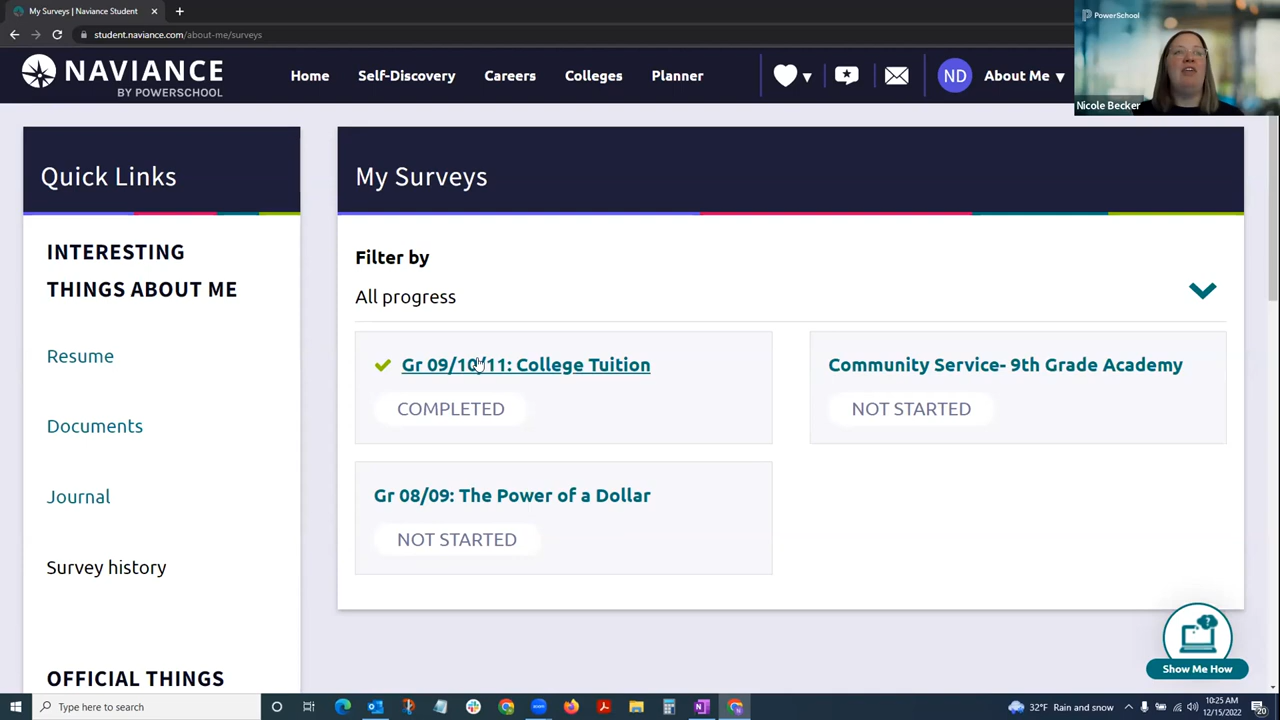 My Surveys | Naviance Student
student.naviance.com/about-me/surveys
PowerSchool
NAVIANCE
BY POWERSCHOOL
Home
Self-Discovery
Careers
Colleges
Planner
ND
About Me
Nicole Becker
Quick Links
INTERESTING
THINGS ABOUT ME
Resume
Documents
Journal
Survey history
OFFICIAL THINGS
My Surveys
Filter by
All progress
Gr 09/10/11: College Tuition
COMPLETED
Community Service- 9th Grade Academy
NOT STARTED
Gr 08/09: The Power of a Dollar
NOT STARTED
Show Me How
Type here to search
32°F Rain and snow
10:25 AM
12/15/2022
20